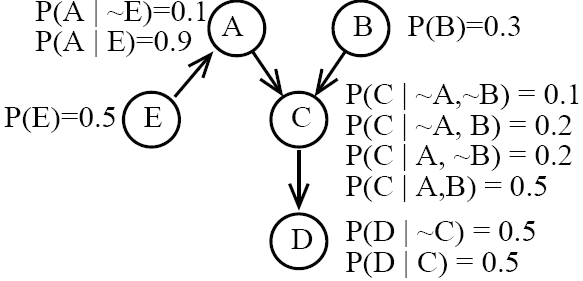 P(A | ~E)=0.1
P(A | E)=0.9
A
B
P(B)=0.3
P(E)=0.5
E
C
P(C | ~A,~B) = 0.1
P(C | ~A, B) = 0.2
P(C | A, ~B) = 0.2
P(C | A,B) = 0.5
D
P(D | ~C) = 0.5
P(D | C) = 0.5